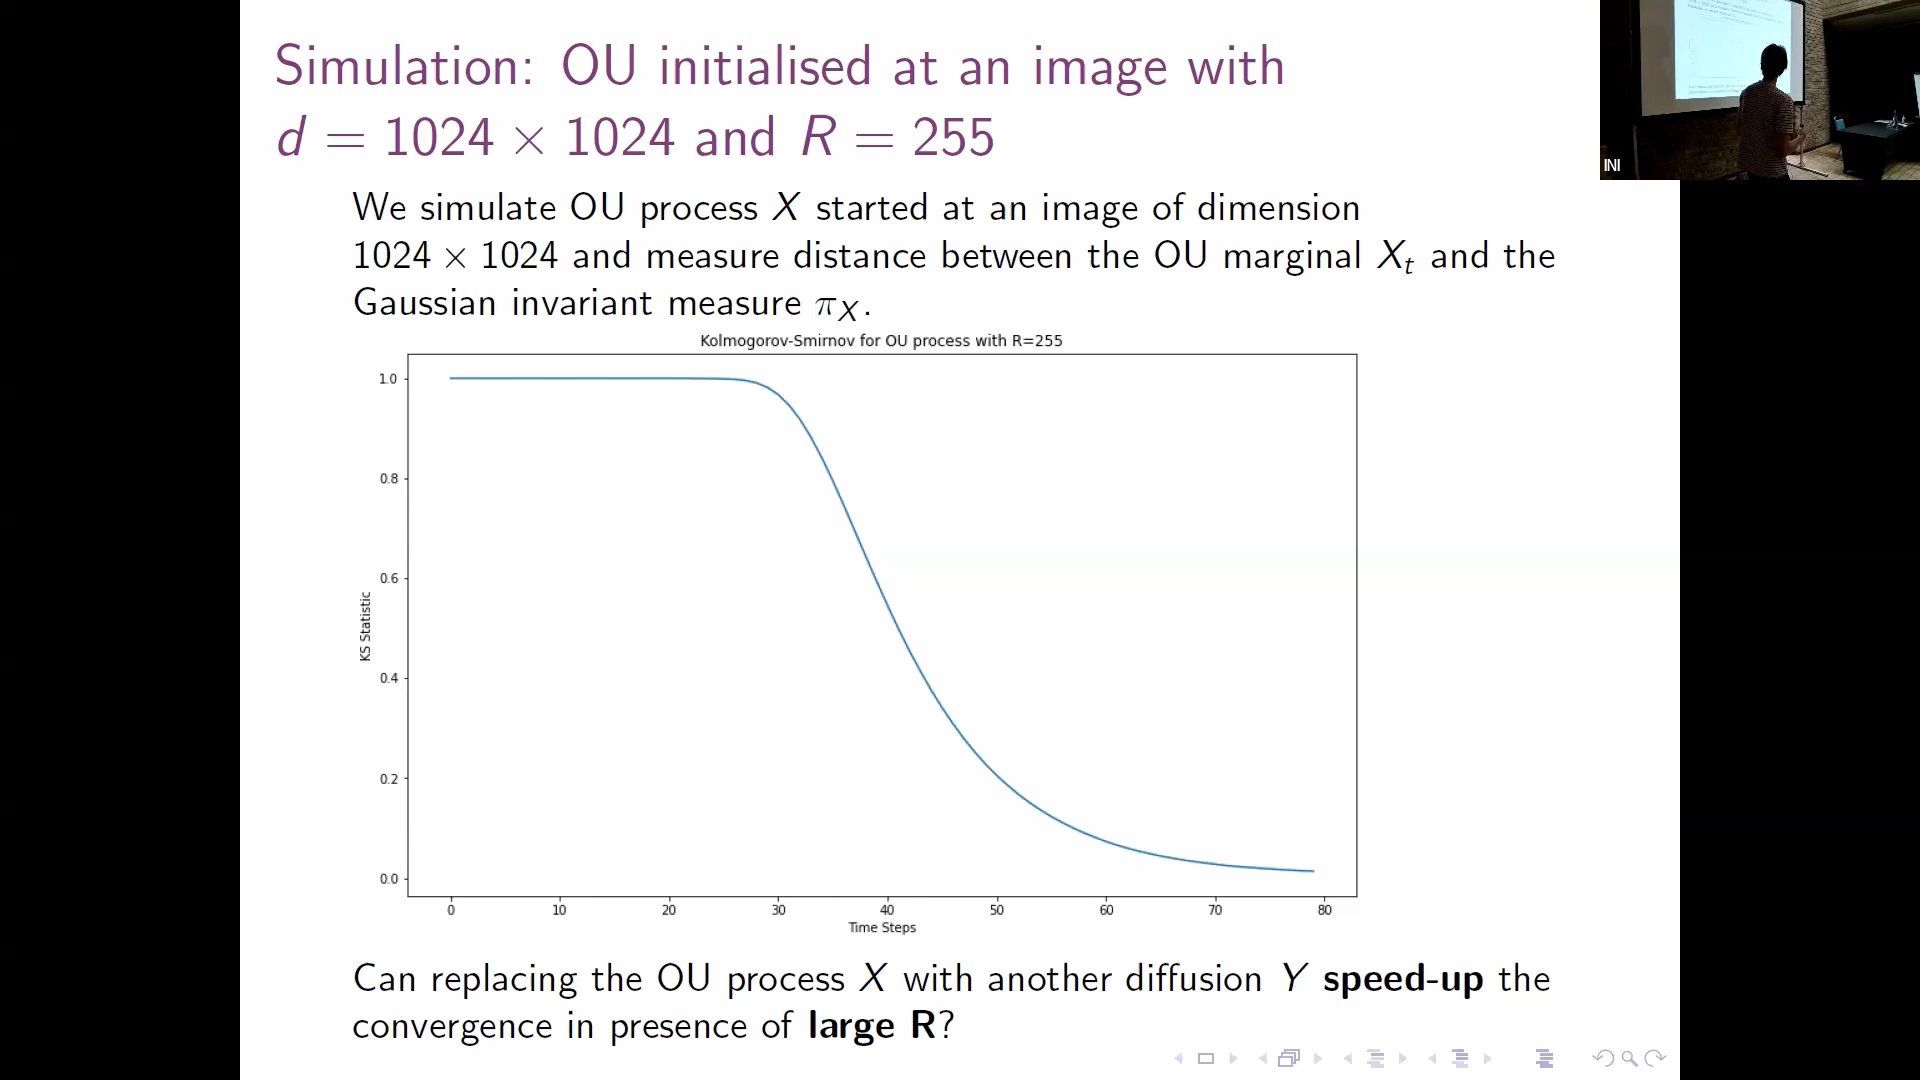 Simulation: OU initialised at an image with
d = 1024 × 1024 and R = 255
We simulate OU process X started at an image of dimension
1024 × 1024 and measure distance between the OU marginal Xₜ and the
Gaussian invariant measure π_X.
Kolmogorov-Smirnov for OU process with R=255
1.0
0.8
0.6
0.4
0.2
0.0
KS Statistic
0 10 20 30 40 50 60 70 80
Time Steps
Can replacing the OU process X with another diffusion Y speed-up the
convergence in presence of large R?
INI